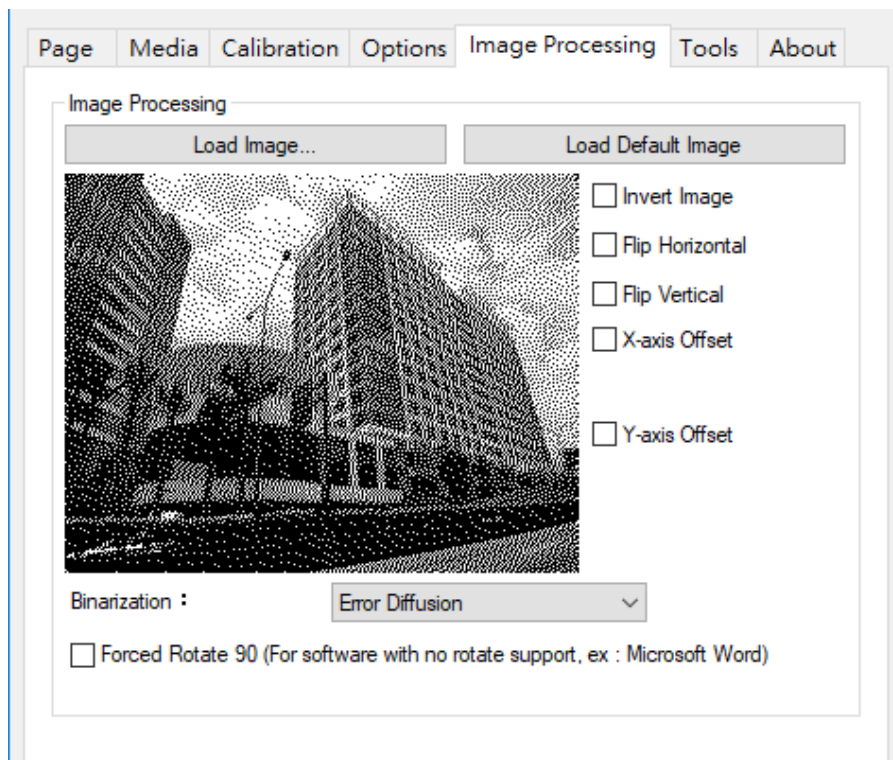 Page Media Calibration Options Image Processing Tools About
Image Processing
Load Image... Load Default Image
Invert Image
Flip Horizontal
Flip Vertical
X-axis Offset
Y-axis Offset
Binarization : Error Diffusion
Forced Rotate 90 (For software with no rotate support, ex : Microsoft Word)